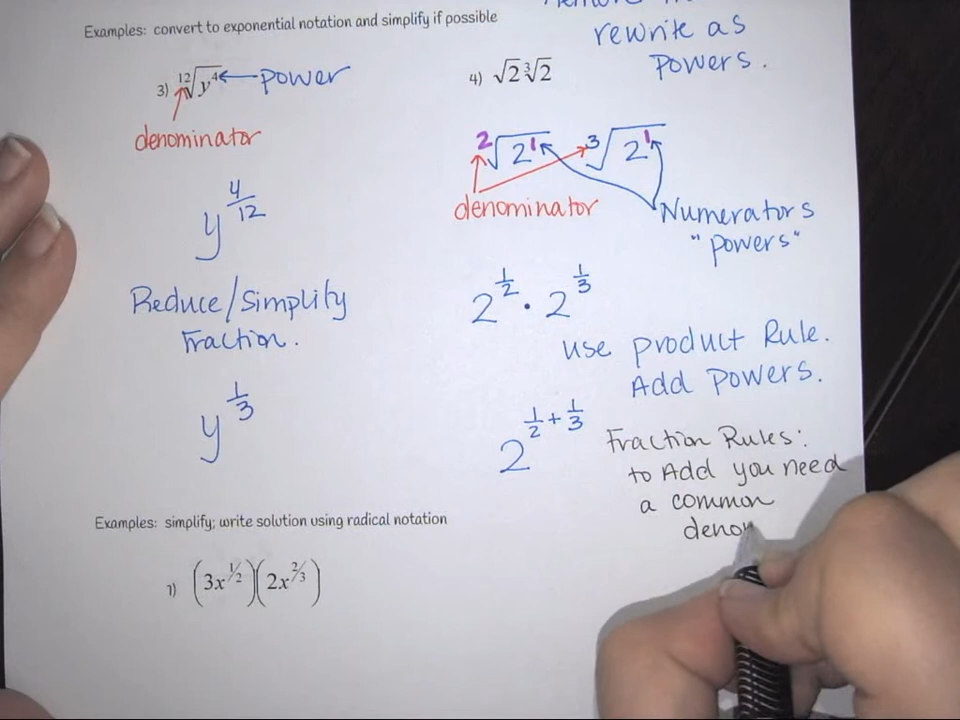 Examples: convert to exponential notation and simplify if possible
rewrite as
powers.
3) ¹²√y⁴ ← power
denominator
y^(4/12)
Reduce/Simplify
Fraction.
y^(1/3)
4) √2 ∛2
²√2¹ ³√2¹
denominator
Numerators
"powers"
2^(1/2) · 2^(1/3)
use product Rule.
Add Powers.
2^(1/2 + 1/3)
Fraction Rules:
to Add you need
a common
denom
Examples: simplify; write solution using radical notation
1) (3x^(1/2))(2x^(2/3))